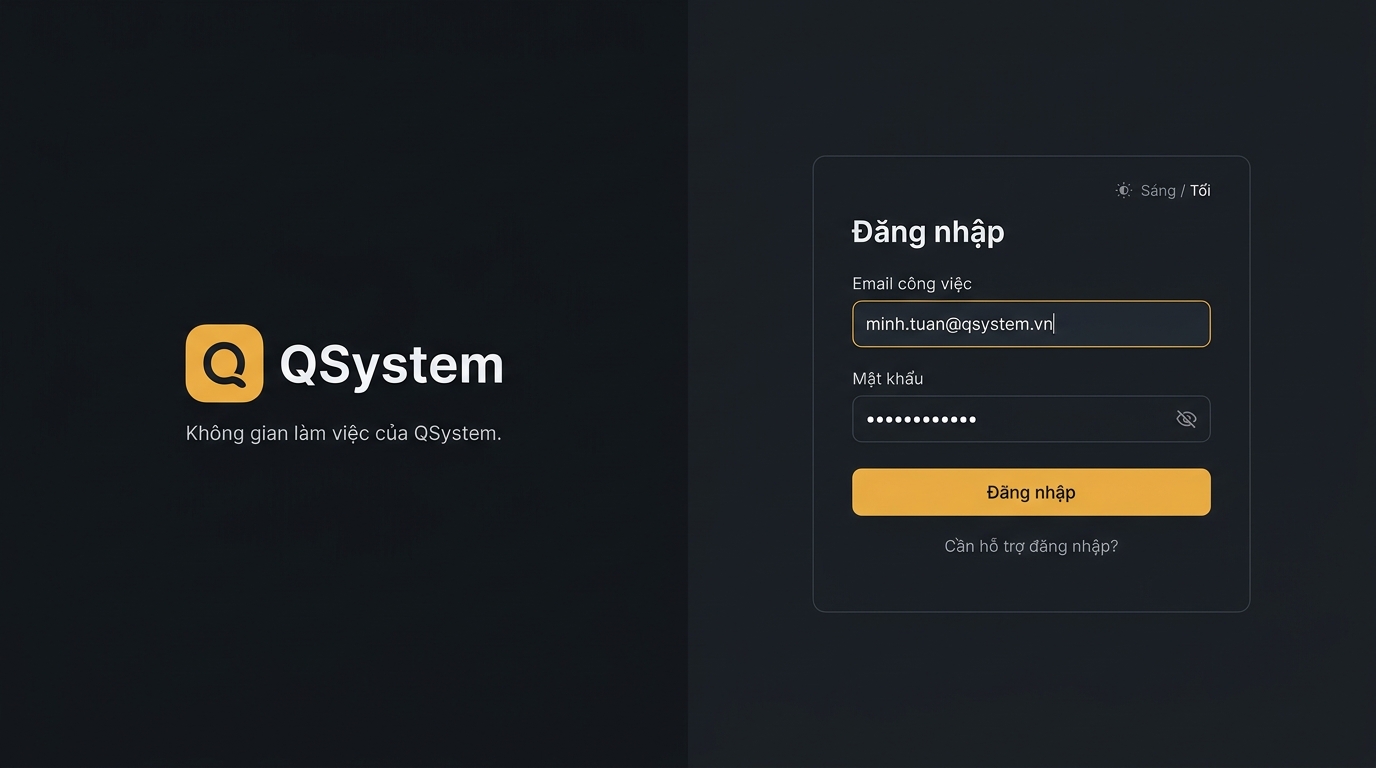 QSystem
Không gian làm việc của QSystem.
Sáng / Tối
Đăng nhập
Email công việc
minh.tuan@qsystem.vn
Mật khẩu
••••••••••••
Đăng nhập
Cần hỗ trợ đăng nhập?